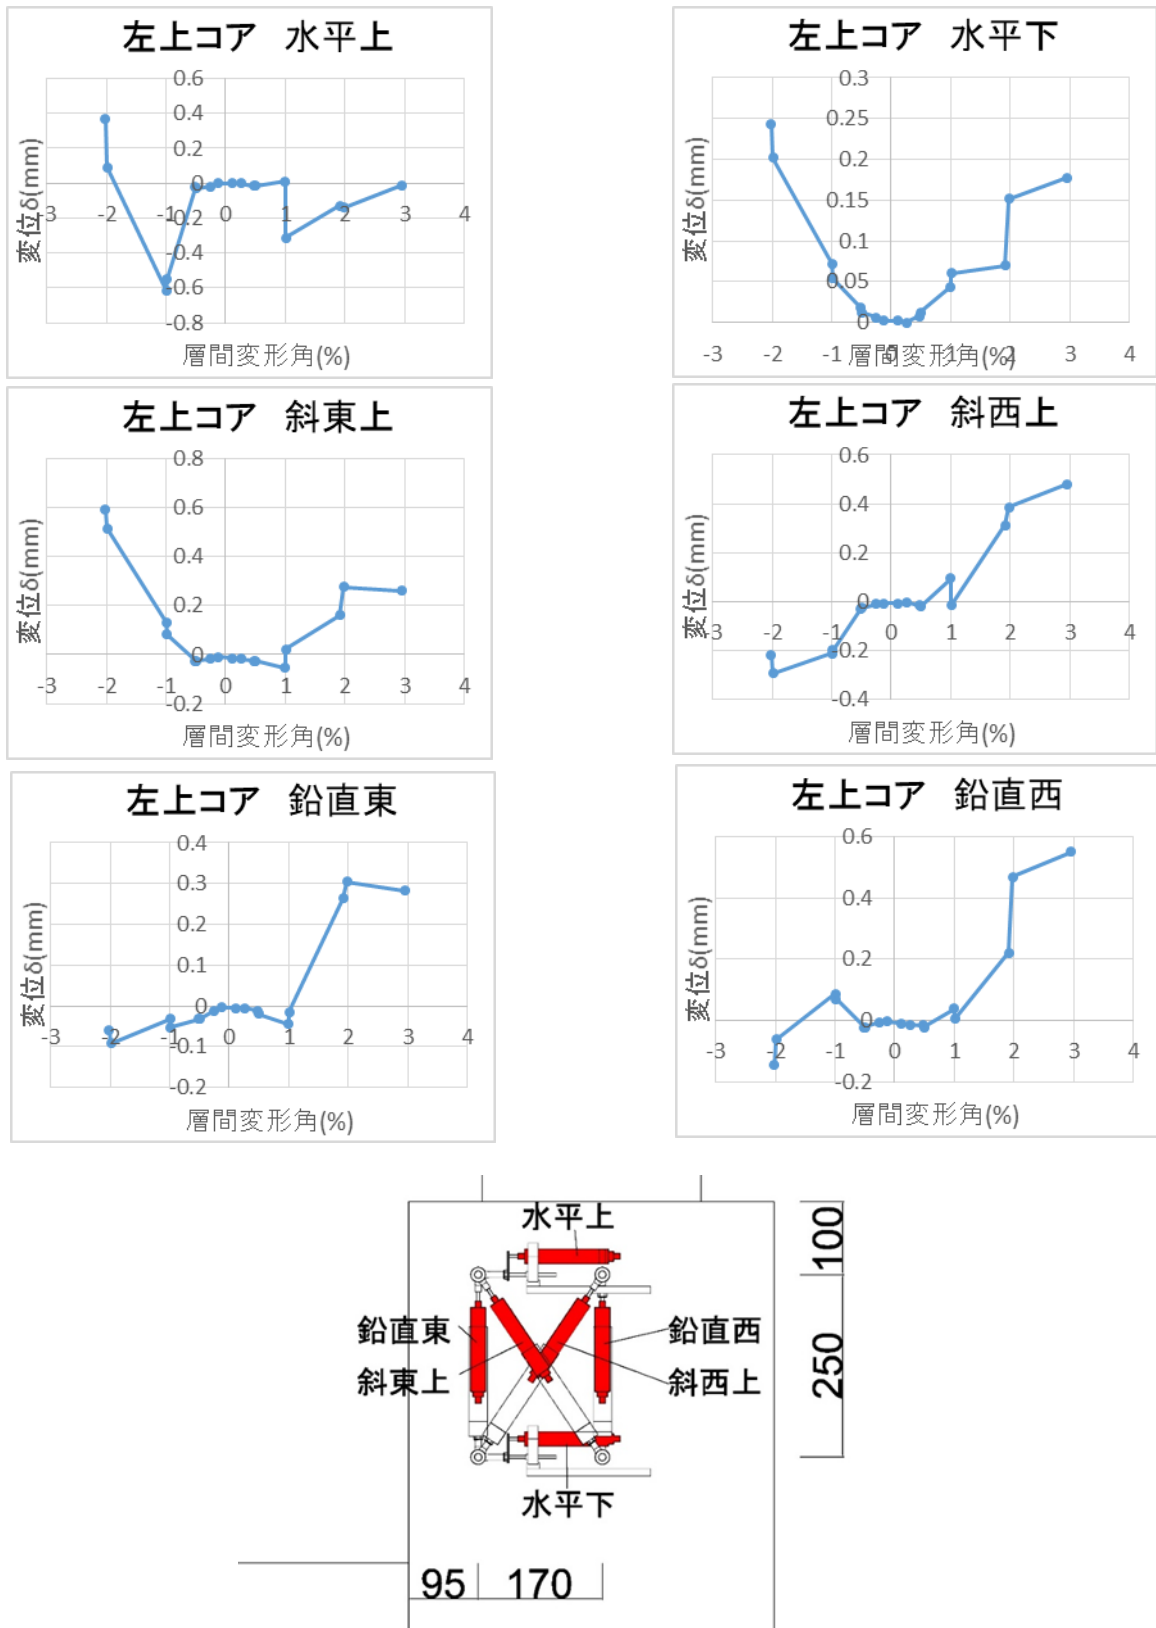 左上コア 水平上
0.6
0.4
0.2
0
-0.2
-0.4
-0.6
-0.8
-3 -2 -1 0 1 2 3 4
変位δ(mm)
層間変形角(%)
左上コア 水平下
0.3
0.25
0.2
0.15
0.1
0.05
0
-3 -2 -1 0 1 2 3 4
変位δ(mm)
層間変形角(%)
左上コア 斜東上
0.8
0.6
0.4
0.2
0
-0.2
-3 -2 -1 0 1 2 3 4
変位δ(mm)
層間変形角(%)
左上コア 斜西上
0.6
0.4
0.2
0
-0.2
-0.4
-3 -2 -1 0 1 2 3 4
変位δ(mm)
層間変形角(%)
左上コア 鉛直東
0.4
0.3
0.2
0.1
0
-0.1
-0.2
-3 -2 -1 0 1 2 3 4
変位δ(mm)
層間変形角(%)
左上コア 鉛直西
0.6
0.4
0.2
0
-0.2
-3 -2 -1 0 1 2 3 4
変位δ(mm)
層間変形角(%)
水平上
100
鉛直東 鉛直西
250
斜東上 斜西上
水平下
95 170